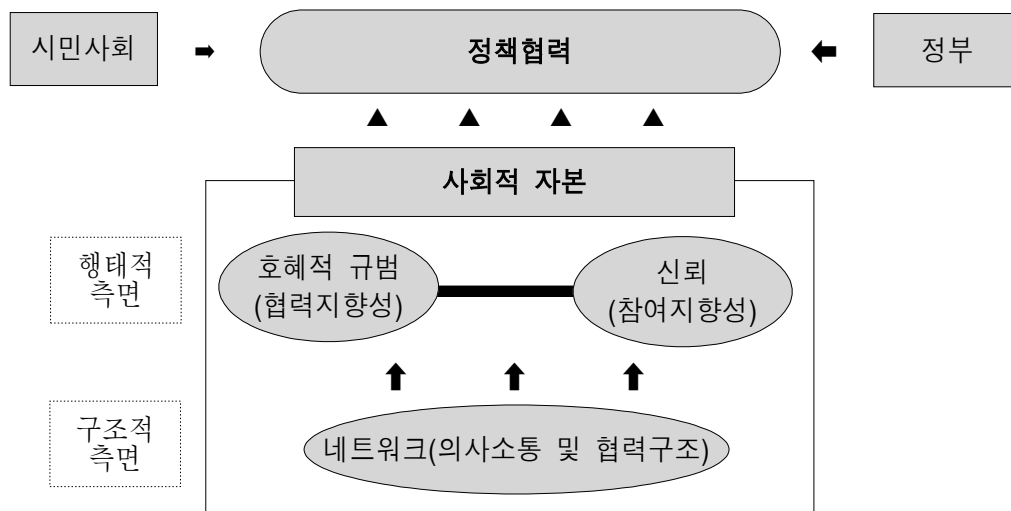 시민사회
정책협력
정부
사회적 자본
행태적
측면
호혜적 규범
(협력지향성)
신뢰
(참여지향성)
구조적
측면
네트워크(의사소통 및 협력구조)